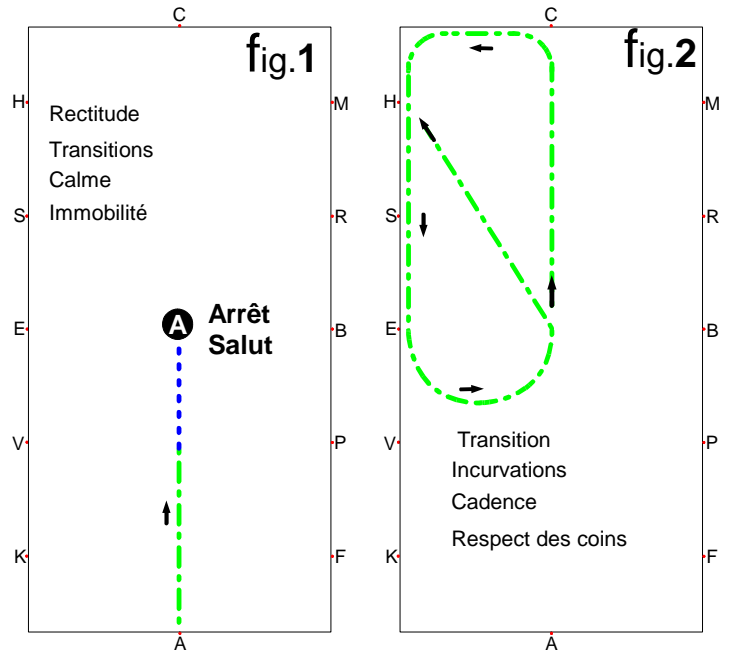 C
fig.1
H
M
Rectitude
Transitions
Calme
Immobilité
S
R
E
A
Arrêt
Salut
B
V
P
K
F
A
C
fig.2
H
M
S
R
E
B
V
P
Transition
Incurvations
Cadence
Respect des coins
K
F
A